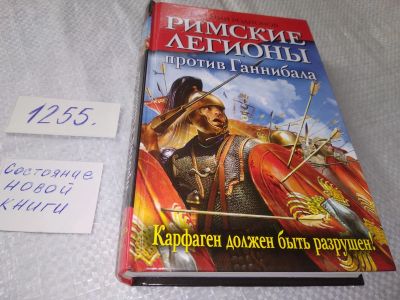 РИМСКИЕ
ЛЕГИОНЫ
против Ганнибала
Карфаген должен быть разрушен!
1255.
Состояние
новой
книги